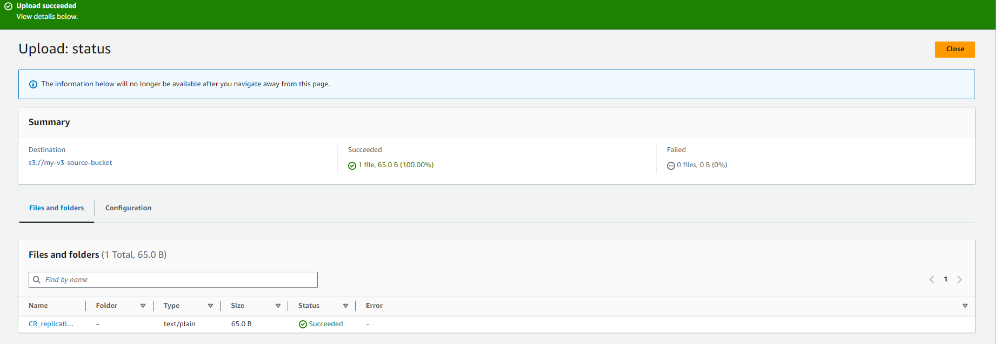 Upload succeeded
View details below.
Upload: status
Close
The information below will no longer be available after you navigate away from this page.
Summary
Destination
s3://my-v3-source-bucket
Succeeded
1 file, 65.0 B (100.00%)
Failed
0 files, 0 B (0%)
Files and folders
Configuration
Files and folders (1 Total, 65.0 B)
Find by name
1
Name Folder Type Size Status Error
CR_replicati... - text/plain 65.0 B Succeeded -